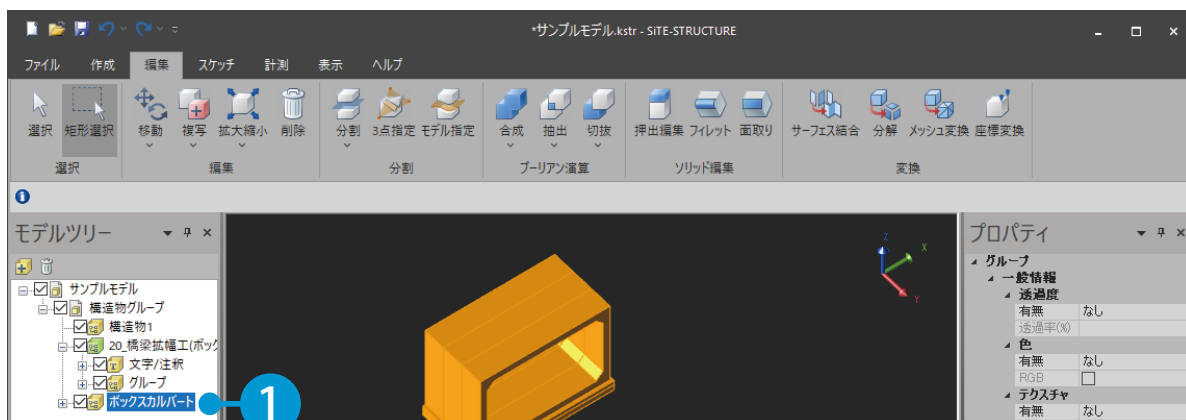 *サンプルモデル.kstr - SiTE-STRUCTURE
ファイル 作成 編集 スケッチ 計測 表示 ヘルプ
選択 矩形選択 移動 複写 拡大縮小 削除 分割 3点指定 モデル指定 合成 抽出 切抜 押出編集 フィレット 面取り サーフェス結合 分解 メッシュ変換 座標変換
選択 編集 分割 ブーリアン演算 ソリッド編集 変換
モデルツリー
サンプルモデル
構造物グループ
構造物1
20_橋梁拡幅工(ボック
文字/注釈
グループ
ボックスカルバート
1
Z
X
Y
プロパティ
グループ
一般情報
透過度
有無 なし
透過率(%)
色
有無 なし
RGB
テクスチャ
有無 なし